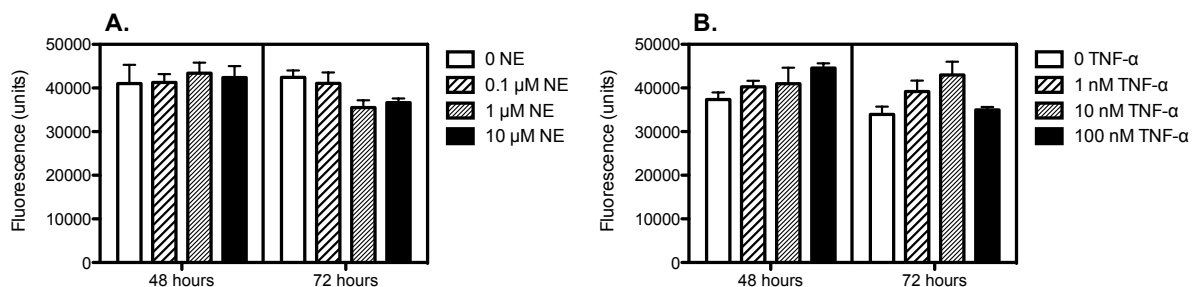 A.
50000
40000
30000
20000
10000
0
Fluorescence (units)
48 hours
72 hours
0 NE
0.1 µM NE
1 µM NE
10 µM NE
B.
50000
40000
30000
20000
10000
0
Fluorescence (units)
48 hours
72 hours
0 TNF-α
1 nM TNF-α
10 nM TNF-α
100 nM TNF-α